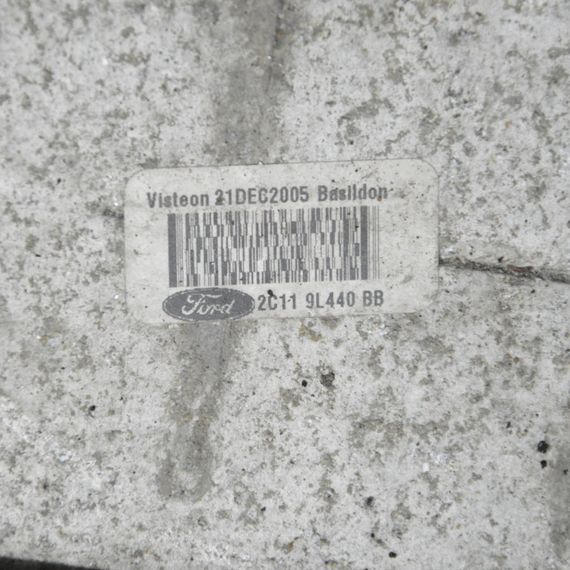 Visteon 21DEC2005 Basildon
Ford 2C11 9L440 BB